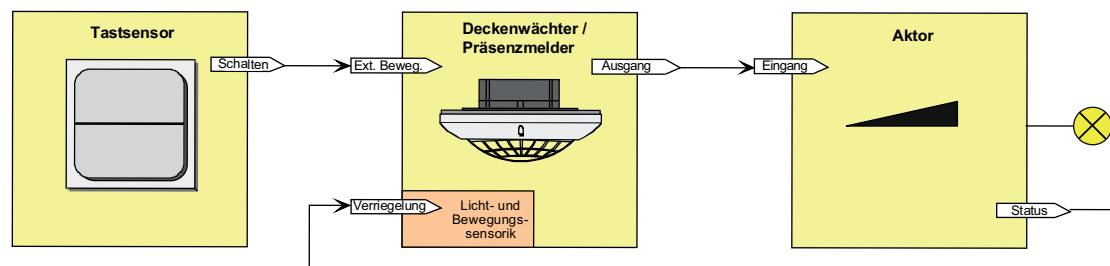 Tastsensor
Schalten
Deckenwächter /
Präsenzmelder
Ext. Beweg.
Ausgang
Verriegelung
Licht- und
Bewegungs-
sensorik
Aktor
Eingang
Status